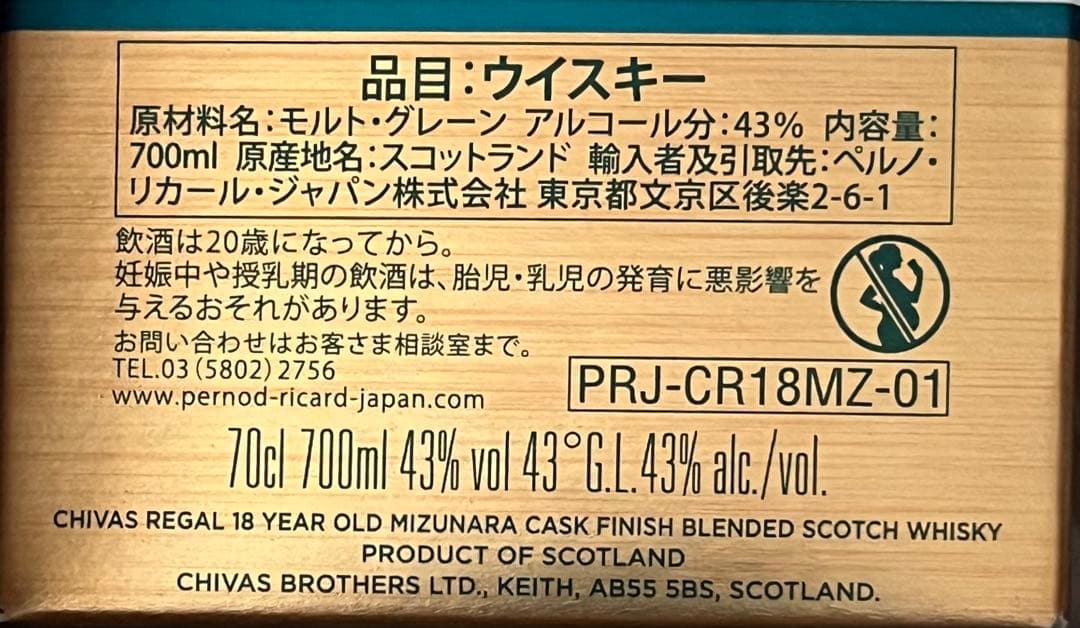 品目：ウイスキー
原材料名：モルト・グレーン アルコール分：43% 内容量：
700ml 原産地名：スコットランド 輸入者及引取先：ペルノ・
リカール・ジャパン株式会社 東京都文京区後楽2-6-1
飲酒は20歳になってから。
妊娠中や授乳期の飲酒は、胎児・乳児の発育に悪影響を
与えるおそれがあります。
お問い合わせはお客さま相談室まで。
TEL.03(5802)2756
www.pernod-ricard-japan.com
PRJ-CR18MZ-01
70cl 700ml 43% vol 43°G.L.43% alc./vol.
CHIVAS REGAL 18 YEAR OLD MIZUNARA CASK FINISH BLENDED SCOTCH WHISKY
PRODUCT OF SCOTLAND
CHIVAS BROTHERS LTD., KEITH, AB55 5BS, SCOTLAND.